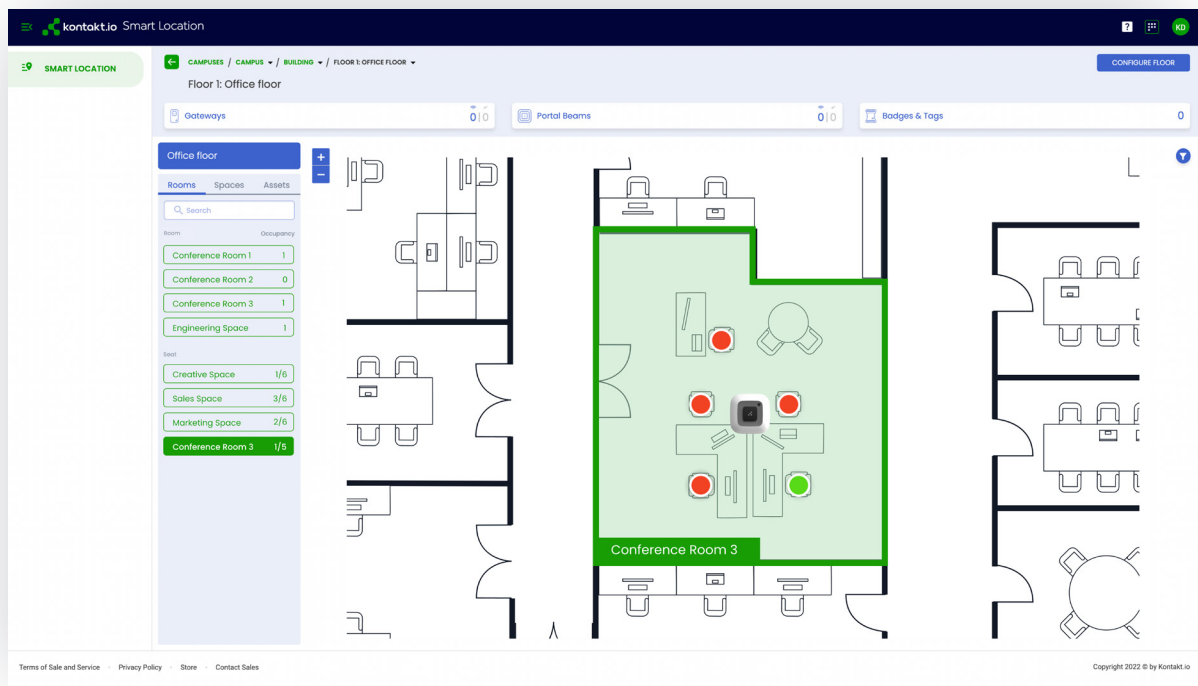 kontakt.io Smart Location
?
KD
SMART LOCATION
CAMPUSES / CAMPUS / BUILDING / FLOOR 1: OFFICE FLOOR
CONFIGURE FLOOR
Floor 1: Office floor
Gateways 0|0
Portal Beams 0|0
Badges & Tags 0
Office floor
+
−
Rooms Spaces Assets
Search
Room Occupancy
Conference Room 1 1
Conference Room 2 0
Conference Room 3 1
Engineering Space 1
Seat
Creative Space 1/6
Sales Space 3/6
Marketing Space 2/6
Conference Room 3 1/5
Conference Room 3
Terms of Sale and Service · Privacy Policy · Store · Contact Sales
Copyright 2022 © by Kontakt.io